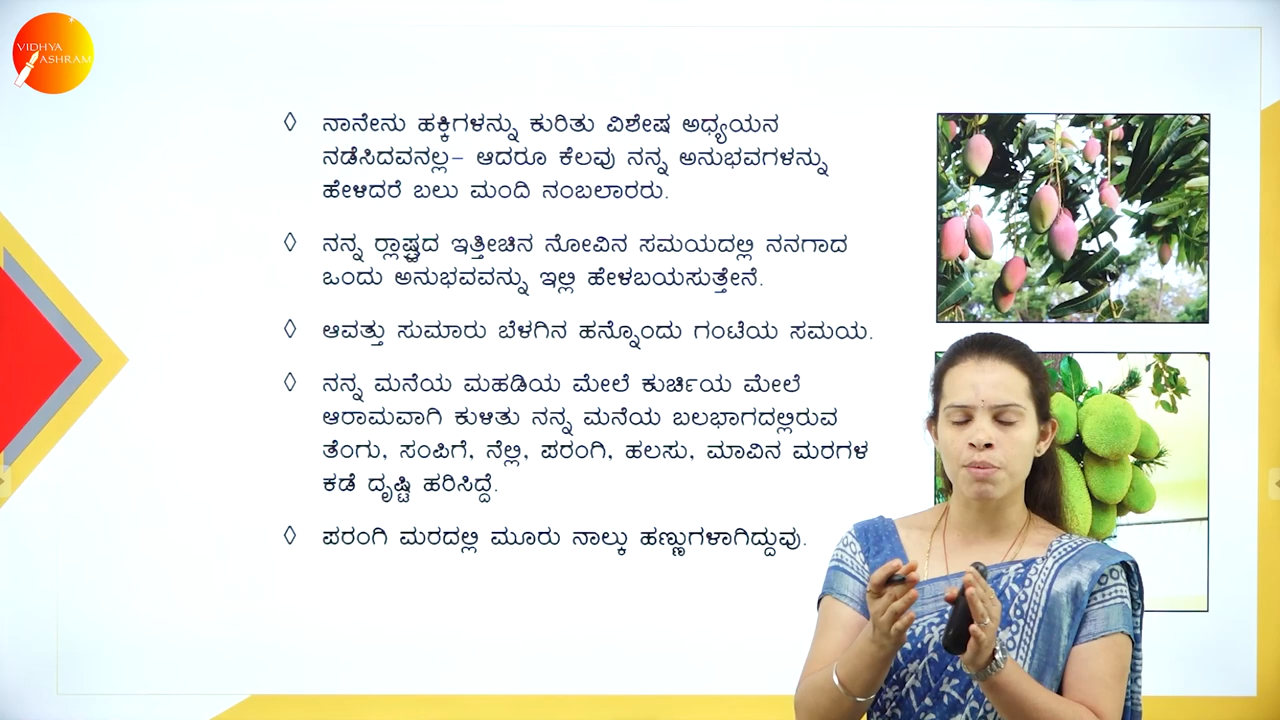 VIDHYA
ASHRAM
◊ ನಾನೇನು ಹಕ್ಕಿಗಳನ್ನು ಕುರಿತು ವಿಶೇಷ ಅಧ್ಯಯನ
ನಡೆಸಿದವನಲ್ಲ– ಆದರೂ ಕೆಲವು ನನ್ನ ಅನುಭವಗಳನ್ನು
ಹೇಳಿದರೆ ಬಲು ಮಂದಿ ನಂಬಲಾರರು.
◊ ನನ್ನ ಇತ್ತೀಚಿನ ನೋವಿನ ಸಮಯದಲ್ಲಿ ನನಗಾದ
ಒಂದು ಅನುಭವವನ್ನು ಇಲ್ಲಿ ಹೇಳಬಯಸುತ್ತೇನೆ.
◊ ಆವತ್ತು ಸುಮಾರು ಬೆಳಗಿನ ಹನ್ನೊಂದು ಗಂಟೆಯ ಸಮಯ.
◊ ನನ್ನ ಮನೆಯ ಮಹಡಿಯ ಮೇಲೆ ಕುರ್ಚಿಯ ಮೇಲೆ
ಆರಾಮವಾಗಿ ಕುಳಿತು ನನ್ನ ಮನೆಯ ಬಲಭಾಗದಲ್ಲಿರುವ
ತೆಂಗು, ಸಂಪಿಗೆ, ನೆಲ್ಲಿ, ಪರಂಗಿ, ಹಲಸು, ಮಾವಿನ ಮರಗಳ
ಕಡೆ ದೃಷ್ಟಿ ಹರಿಸಿದ್ದೆ.
◊ ಪರಂಗಿ ಮರದಲ್ಲಿ ಮೂರು ನಾಲ್ಕು ಹಣ್ಣುಗಳಾಗಿದ್ದುವು.